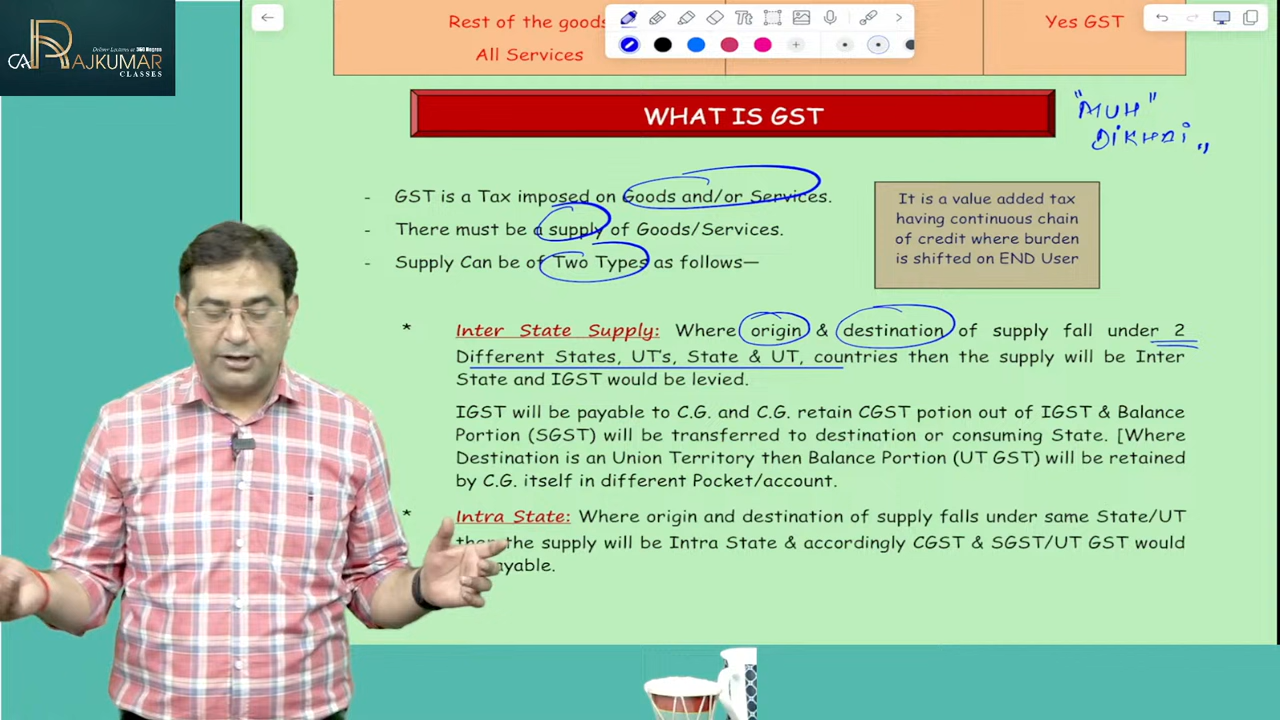 Deliver Lectures at 360 Degree
CA RAJKUMAR
CLASSES
Rest of the goods
Yes GST
All Services
WHAT IS GST
"MUH"
DIKHAI
- GST is a Tax imposed on Goods and/or Services.
- There must be a supply of Goods/Services.
- Supply Can be of Two Types as follows—
It is a value added tax
having continuous chain
of credit where burden
is shifted on END User
* Inter State Supply: Where origin & destination of supply fall under 2
Different States, UT's, State & UT, countries then the supply will be Inter
State and IGST would be levied.
IGST will be payable to C.G. and C.G. retain CGST potion out of IGST & Balance
Portion (SGST) will be transferred to destination or consuming State. [Where
Destination is an Union Territory then Balance Portion (UT GST) will be retained
by C.G. itself in different Pocket/account.
* Intra State: Where origin and destination of supply falls under same State/UT
then the supply will be Intra State & accordingly CGST & SGST/UT GST would
payable.